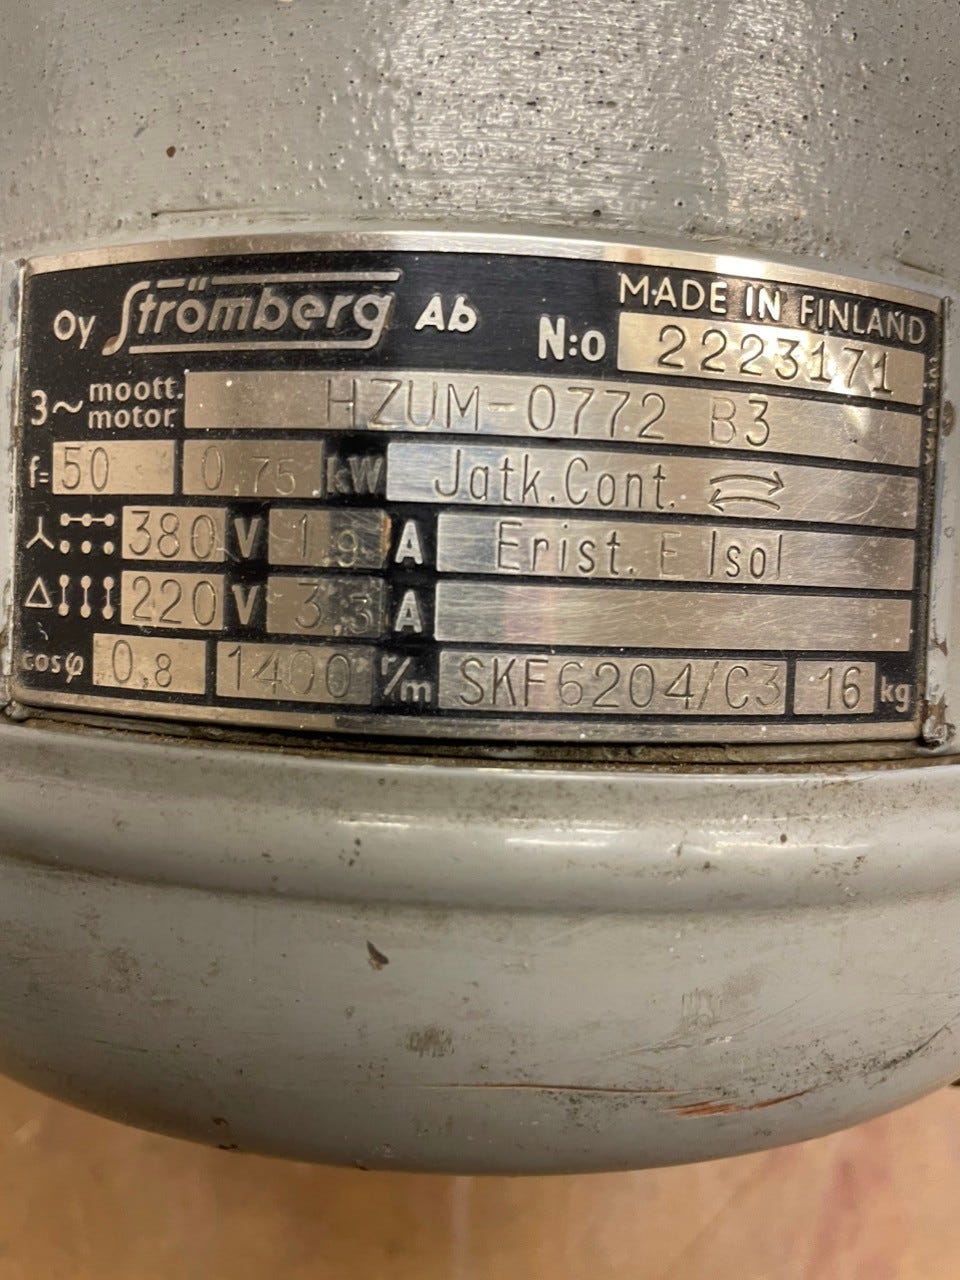 Oy Strömberg Ab
MADE IN FINLAND
N:o 2223171
3~ moott. motor. HZUM-0772 B3
f= 50 0,75 kW Jatk.Cont.
380 V 1,9 A Erist. E Isol
Δ 220 V 3,3 A
cosφ 0,8 1400 r/m SKF6204/C3 16 kg